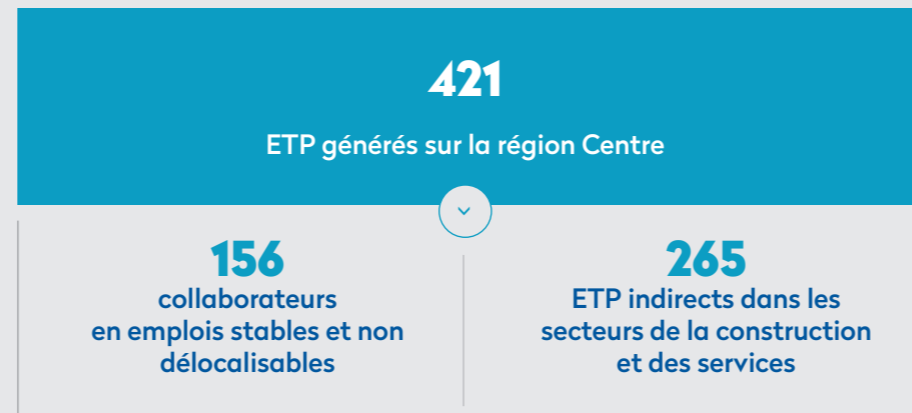 421
ETP générés sur la région Centre
156
collaborateurs
en emplois stables et non
délocalisables
265
ETP indirects dans les
secteurs de la construction
et des services